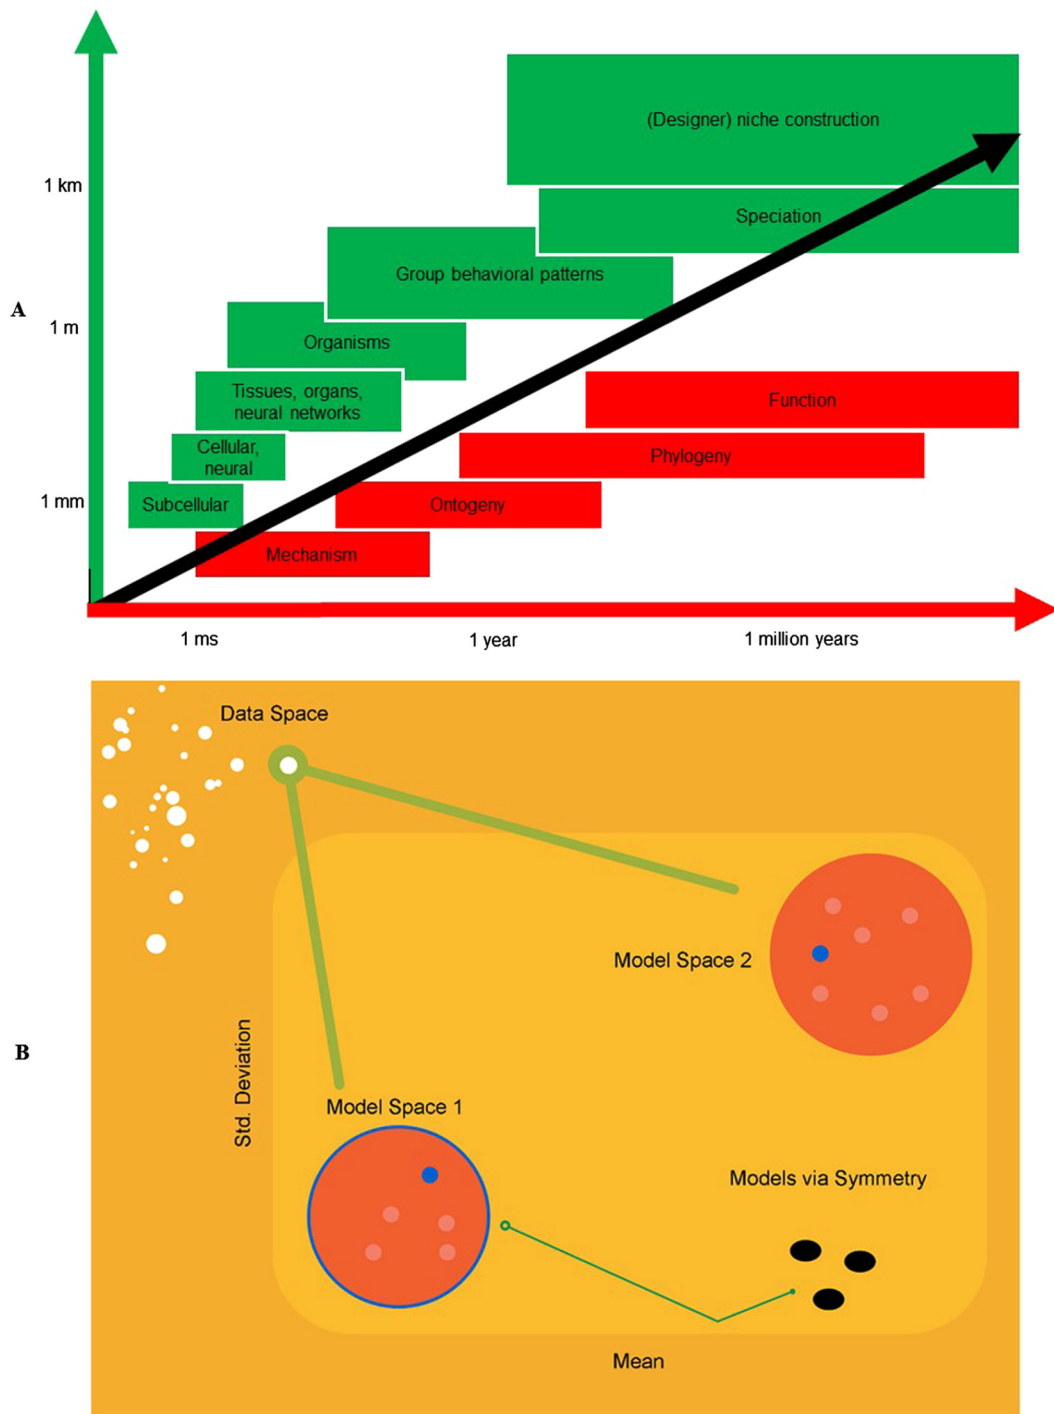 (Designer) niche construction
1 km
Speciation
Group behavioral patterns
A
1 m
Organisms
Tissues, organs,
neural networks
Function
Cellular,
neural
Phylogeny
1 mm
Subcellular
Ontogeny
Mechanism
1 ms
1 year
1 million years
Data Space
Model Space 2
B
Std. Deviation
Model Space 1
Models via Symmetry
Mean